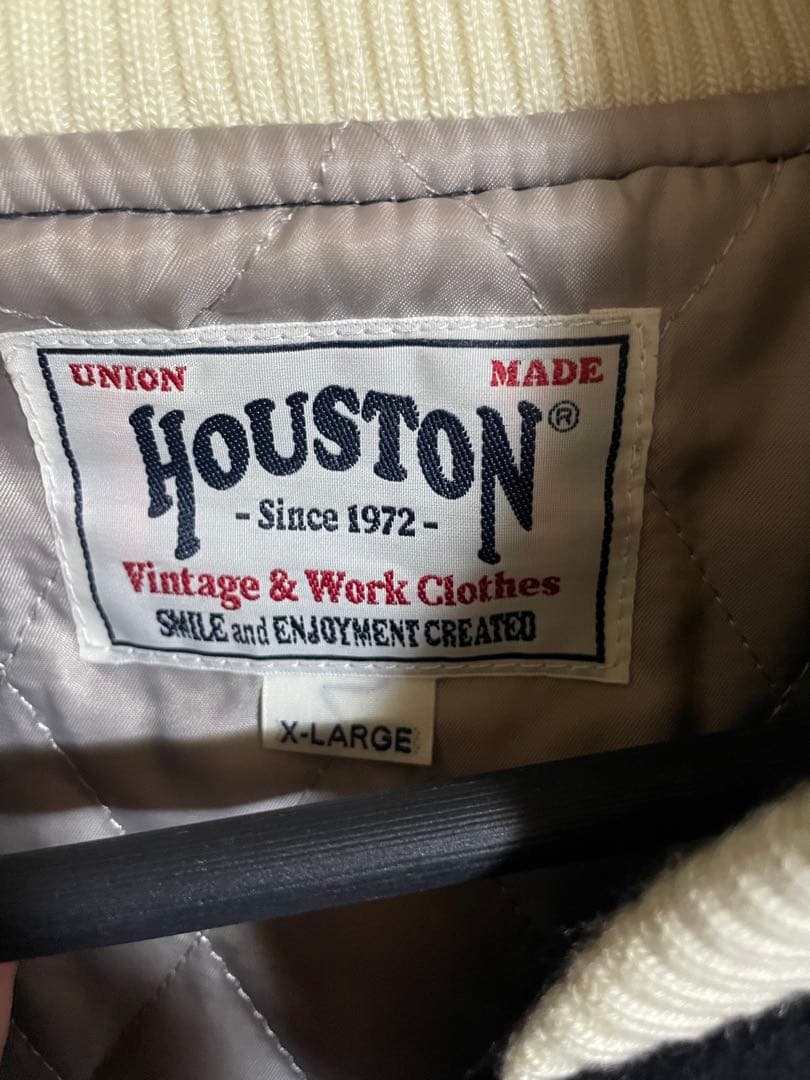 UNION MADE
HOUSTON®
- Since 1972 -
Vintage & Work Clothes
SMILE and ENJOYMENT CREATED
X-LARGE